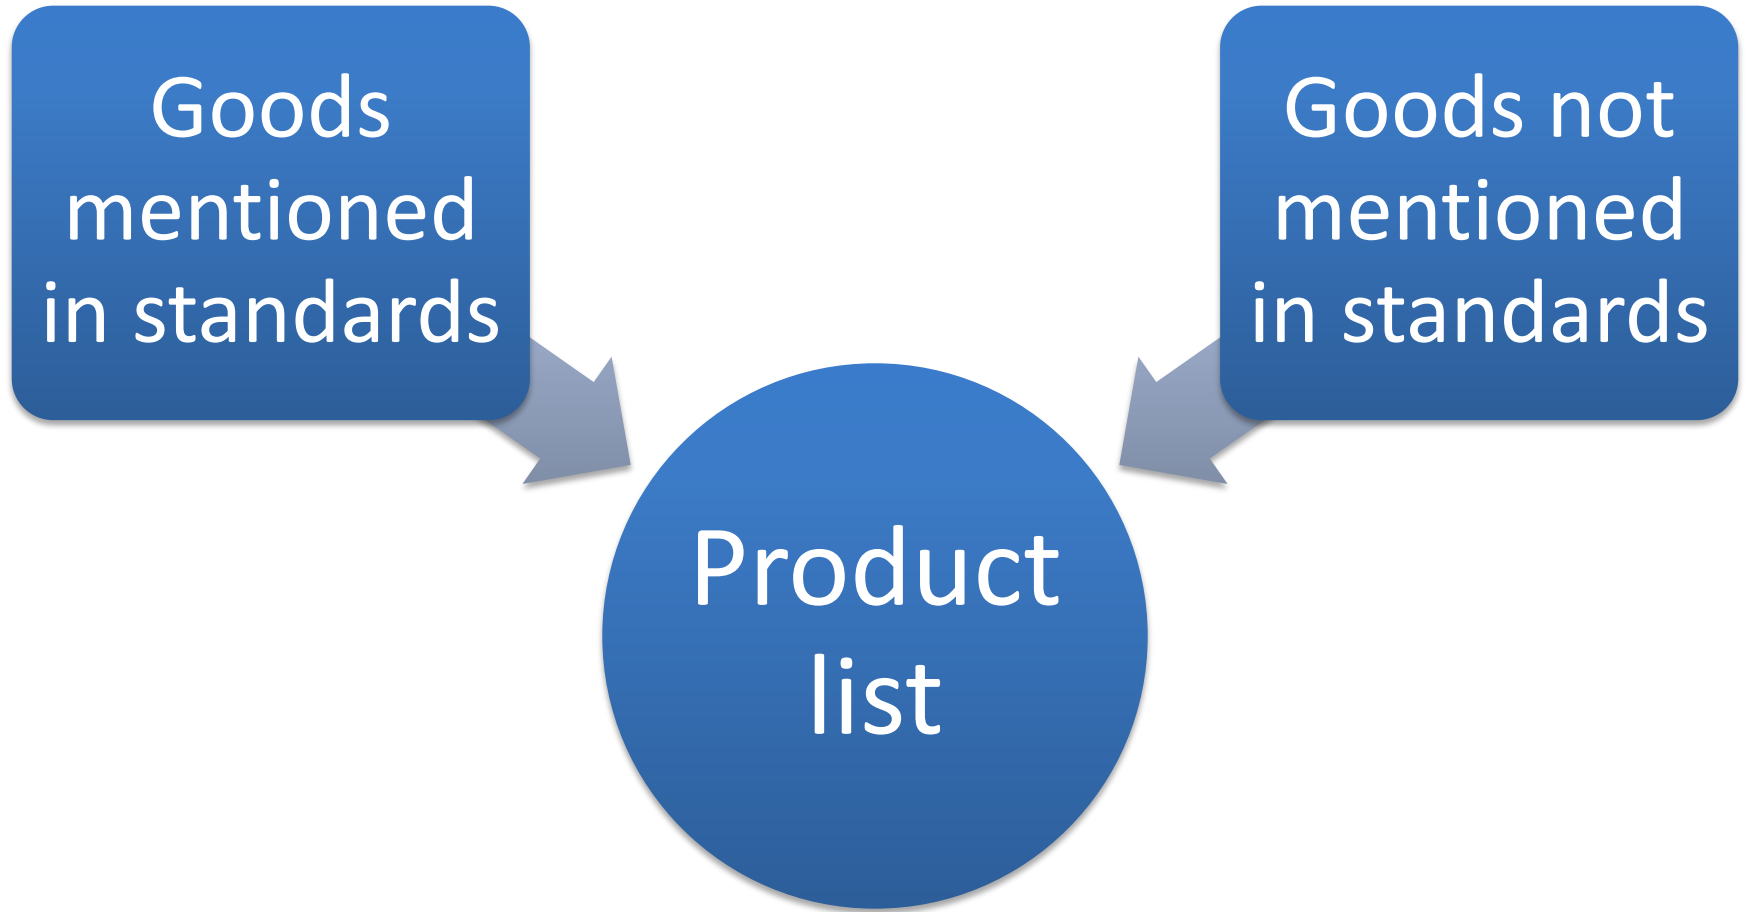 Goods
mentioned
in standards
Goods not
mentioned
in standards
Product
list